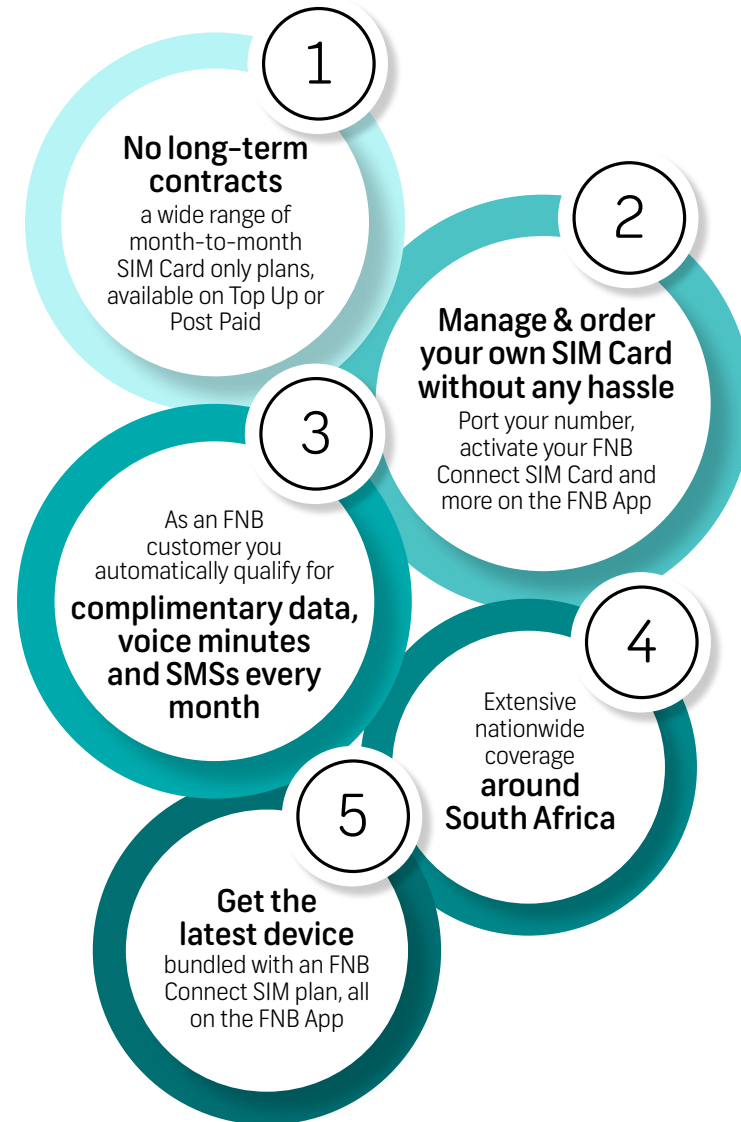 1
No long-term
contracts
a wide range of
month-to-month
SIM Card only plans,
available on Top Up or
Post Paid
2
Manage & order
your own SIM Card
without any hassle
Port your number,
activate your FNB
Connect SIM Card and
more on the FNB App
3
As an FNB
customer you
automatically qualify for
complimentary data,
voice minutes
and SMSs every
month
4
Extensive
nationwide
coverage
around
South Africa
5
Get the
latest device
bundled with an FNB
Connect SIM plan, all
on the FNB App